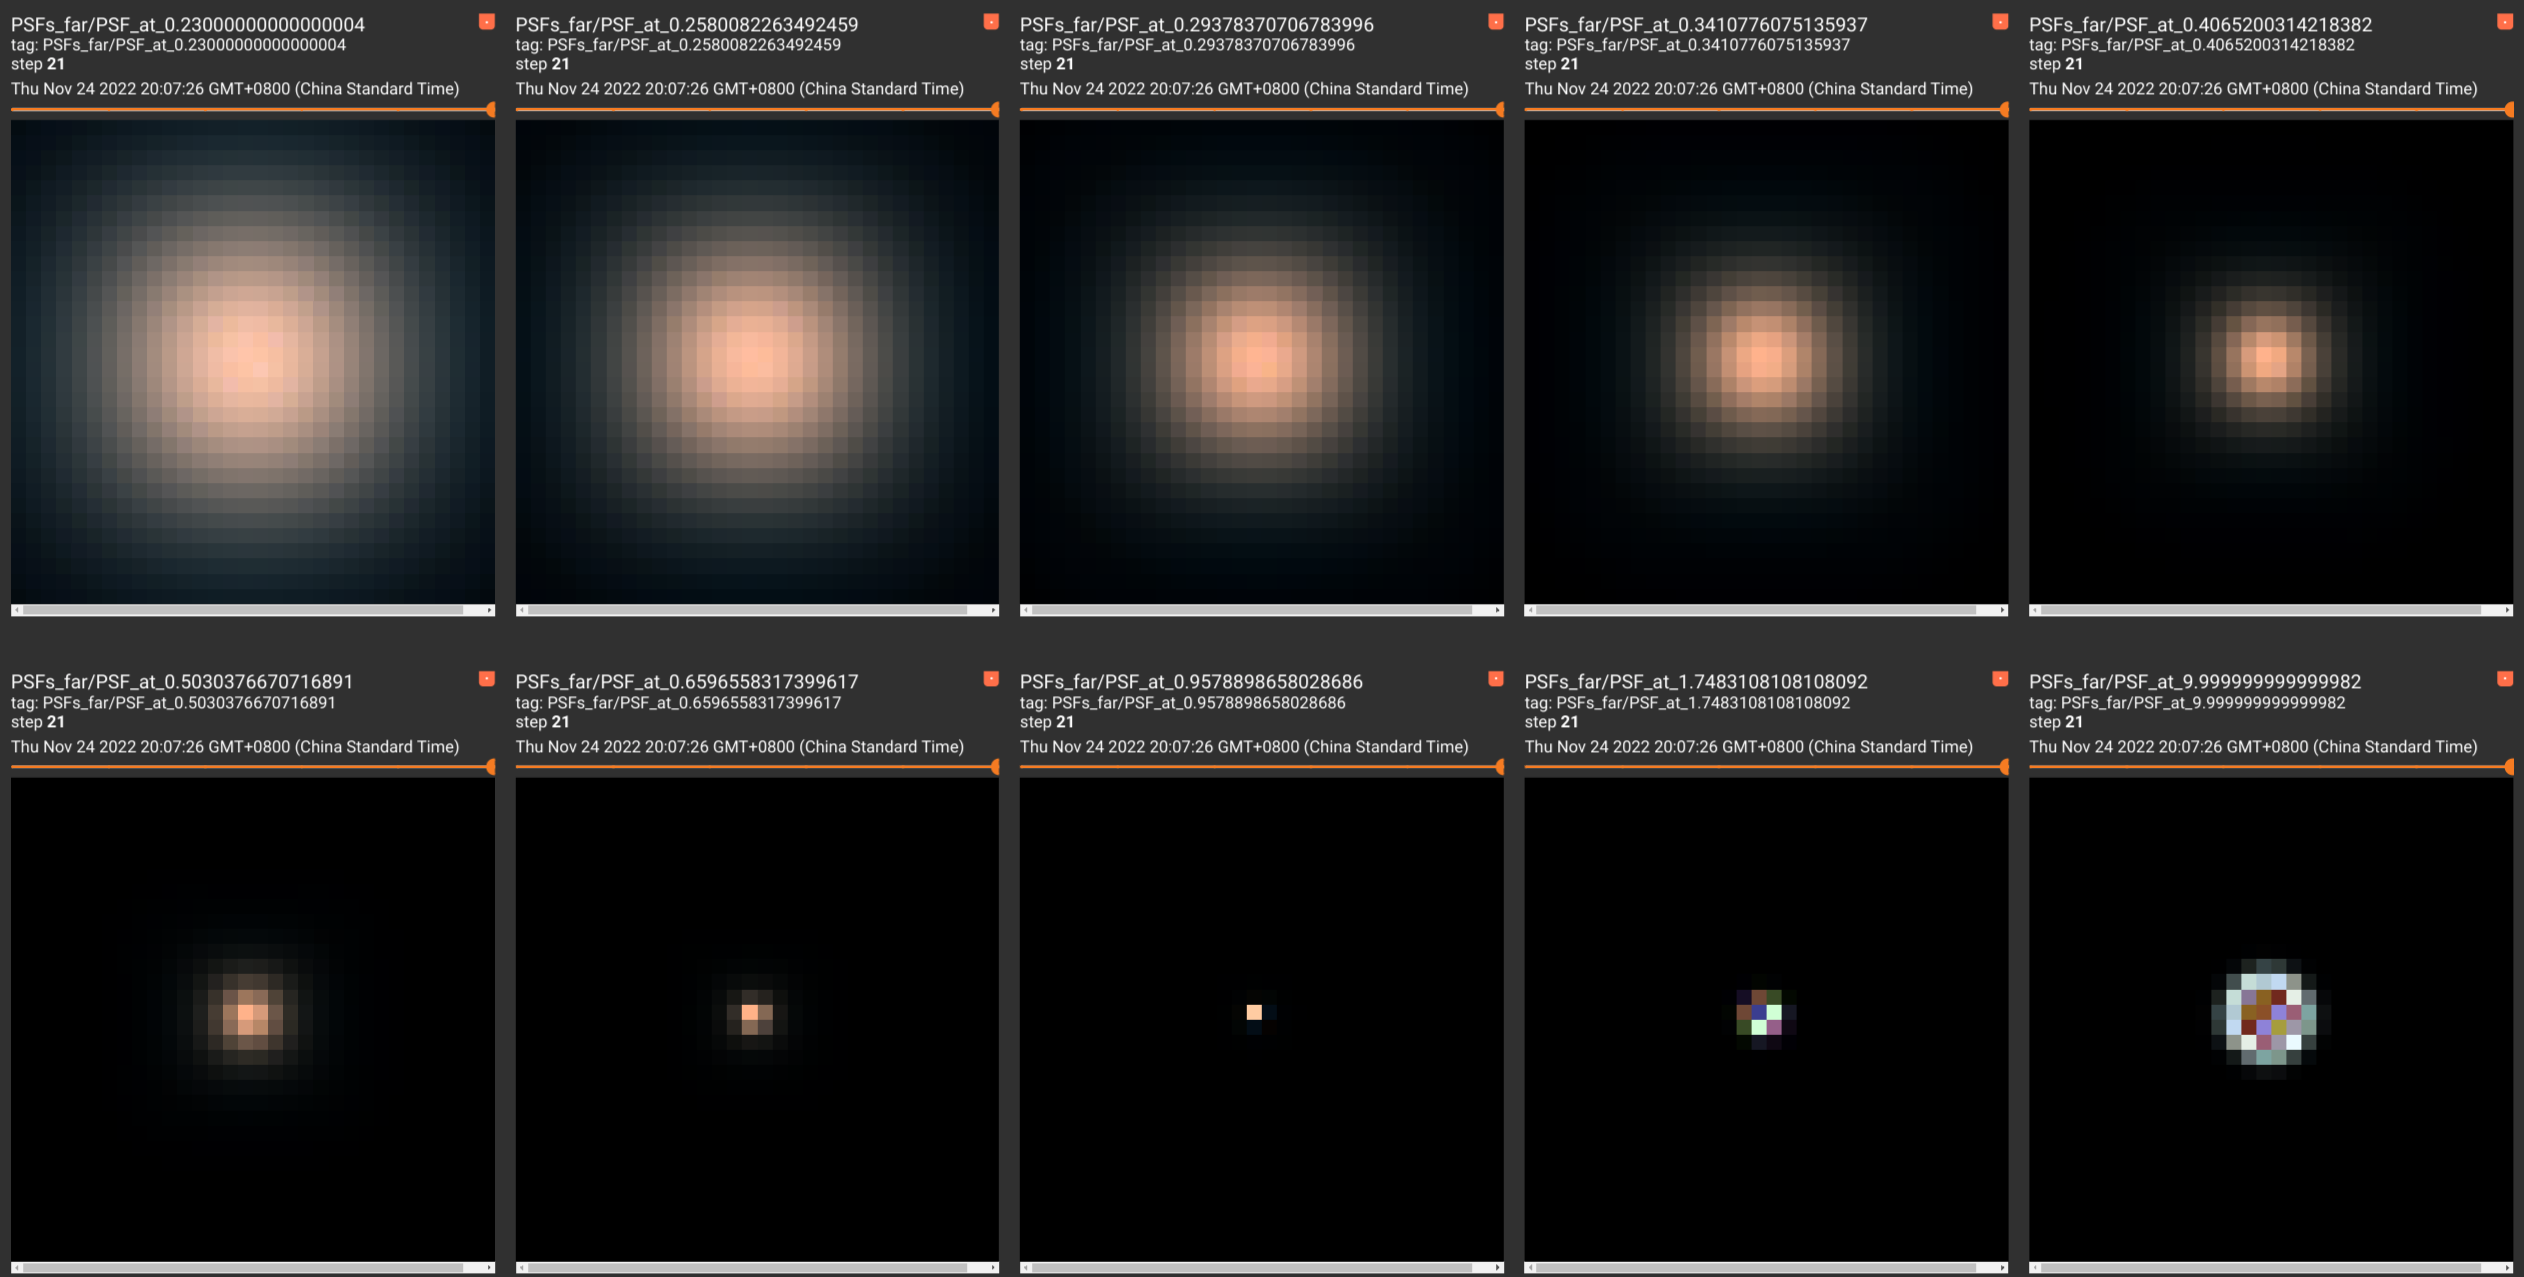 PSFs_far/PSF_at_0.23000000000000004
tag: PSFs_far/PSF_at_0.23000000000000004
step 21
Thu Nov 24 2022 20:07:26 GMT+0800 (China Standard Time)
PSFs_far/PSF_at_0.2580082263492459
tag: PSFs_far/PSF_at_0.2580082263492459
step 21
Thu Nov 24 2022 20:07:26 GMT+0800 (China Standard Time)
PSFs_far/PSF_at_0.29378370706783996
tag: PSFs_far/PSF_at_0.29378370706783996
step 21
Thu Nov 24 2022 20:07:26 GMT+0800 (China Standard Time)
PSFs_far/PSF_at_0.3410776075135937
tag: PSFs_far/PSF_at_0.3410776075135937
step 21
Thu Nov 24 2022 20:07:26 GMT+0800 (China Standard Time)
PSFs_far/PSF_at_0.4065200314218382
tag: PSFs_far/PSF_at_0.4065200314218382
step 21
Thu Nov 24 2022 20:07:26 GMT+0800 (China Standard Time)
PSFs_far/PSF_at_0.5030376670716891
tag: PSFs_far/PSF_at_0.5030376670716891
step 21
Thu Nov 24 2022 20:07:26 GMT+0800 (China Standard Time)
PSFs_far/PSF_at_0.6596558317399617
tag: PSFs_far/PSF_at_0.6596558317399617
step 21
Thu Nov 24 2022 20:07:26 GMT+0800 (China Standard Time)
PSFs_far/PSF_at_0.9578898658028686
tag: PSFs_far/PSF_at_0.9578898658028686
step 21
Thu Nov 24 2022 20:07:26 GMT+0800 (China Standard Time)
PSFs_far/PSF_at_1.7483108108108092
tag: PSFs_far/PSF_at_1.7483108108108092
step 21
Thu Nov 24 2022 20:07:26 GMT+0800 (China Standard Time)
PSFs_far/PSF_at_9.999999999999982
tag: PSFs_far/PSF_at_9.999999999999982
step 21
Thu Nov 24 2022 20:07:26 GMT+0800 (China Standard Time)